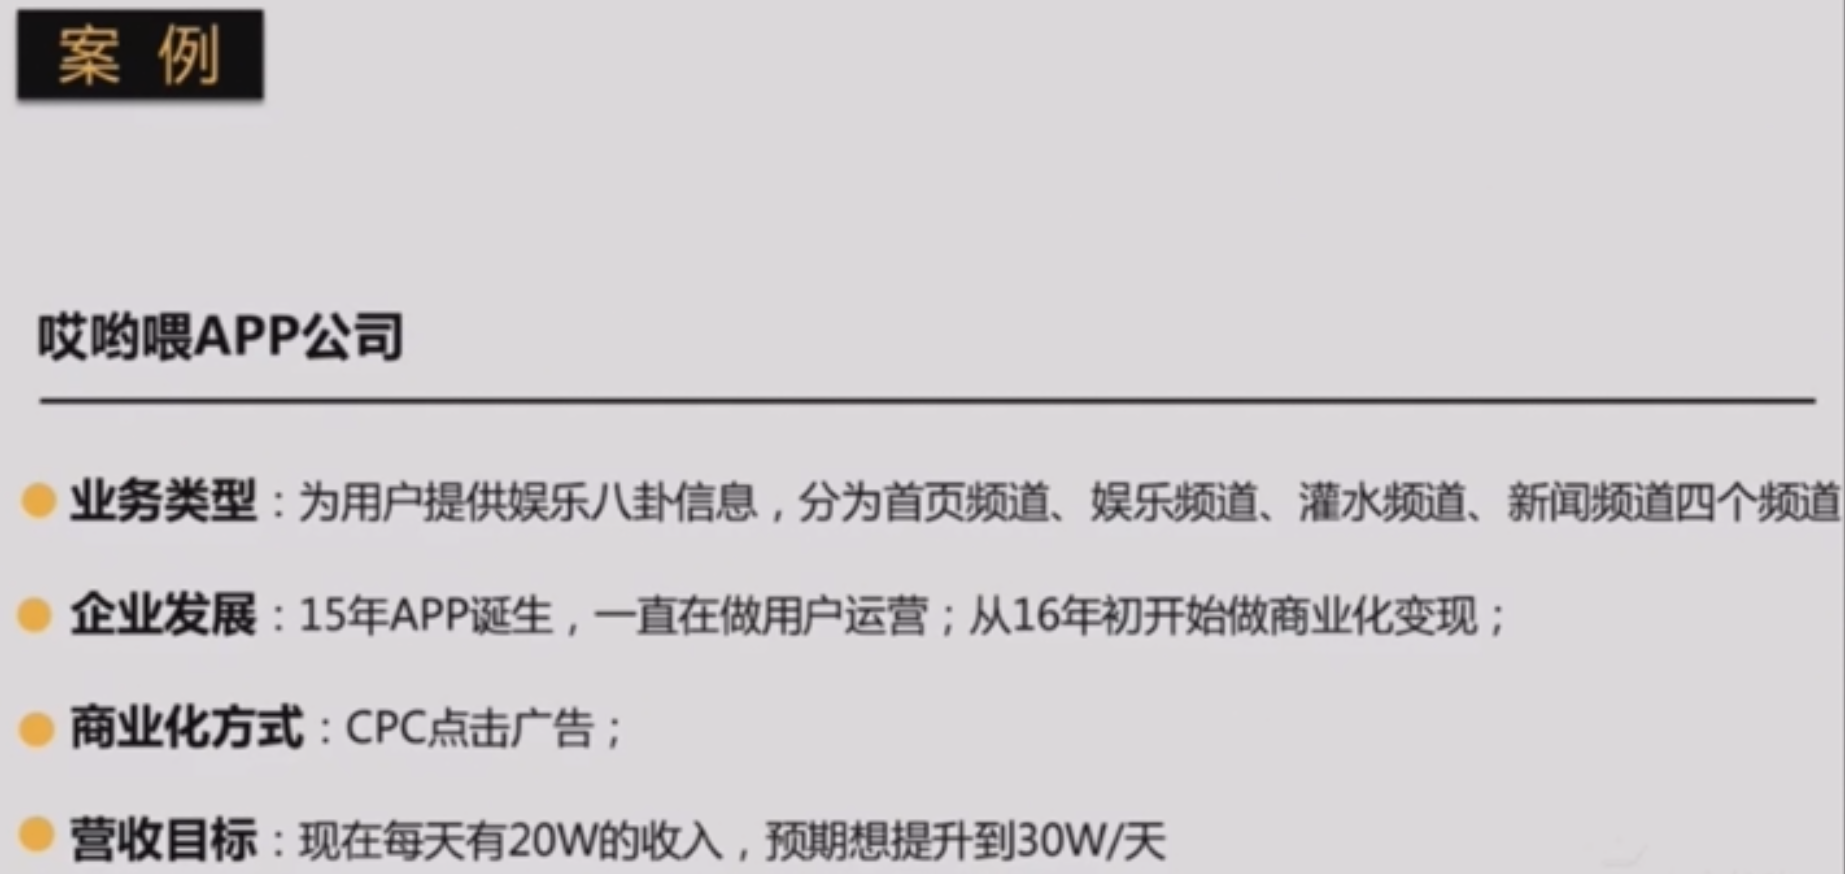 案 例
哎哟喂APP公司
业务类型：为用户提供娱乐八卦信息，分为首页频道、娱乐频道、灌水频道、新闻频道四个频道
企业发展：15年APP诞生，一直在做用户运营；从16年初开始做商业化变现；
商业化方式：CPC点击广告；
营收目标：现在每天有20W的收入，预期想提升到30W/天